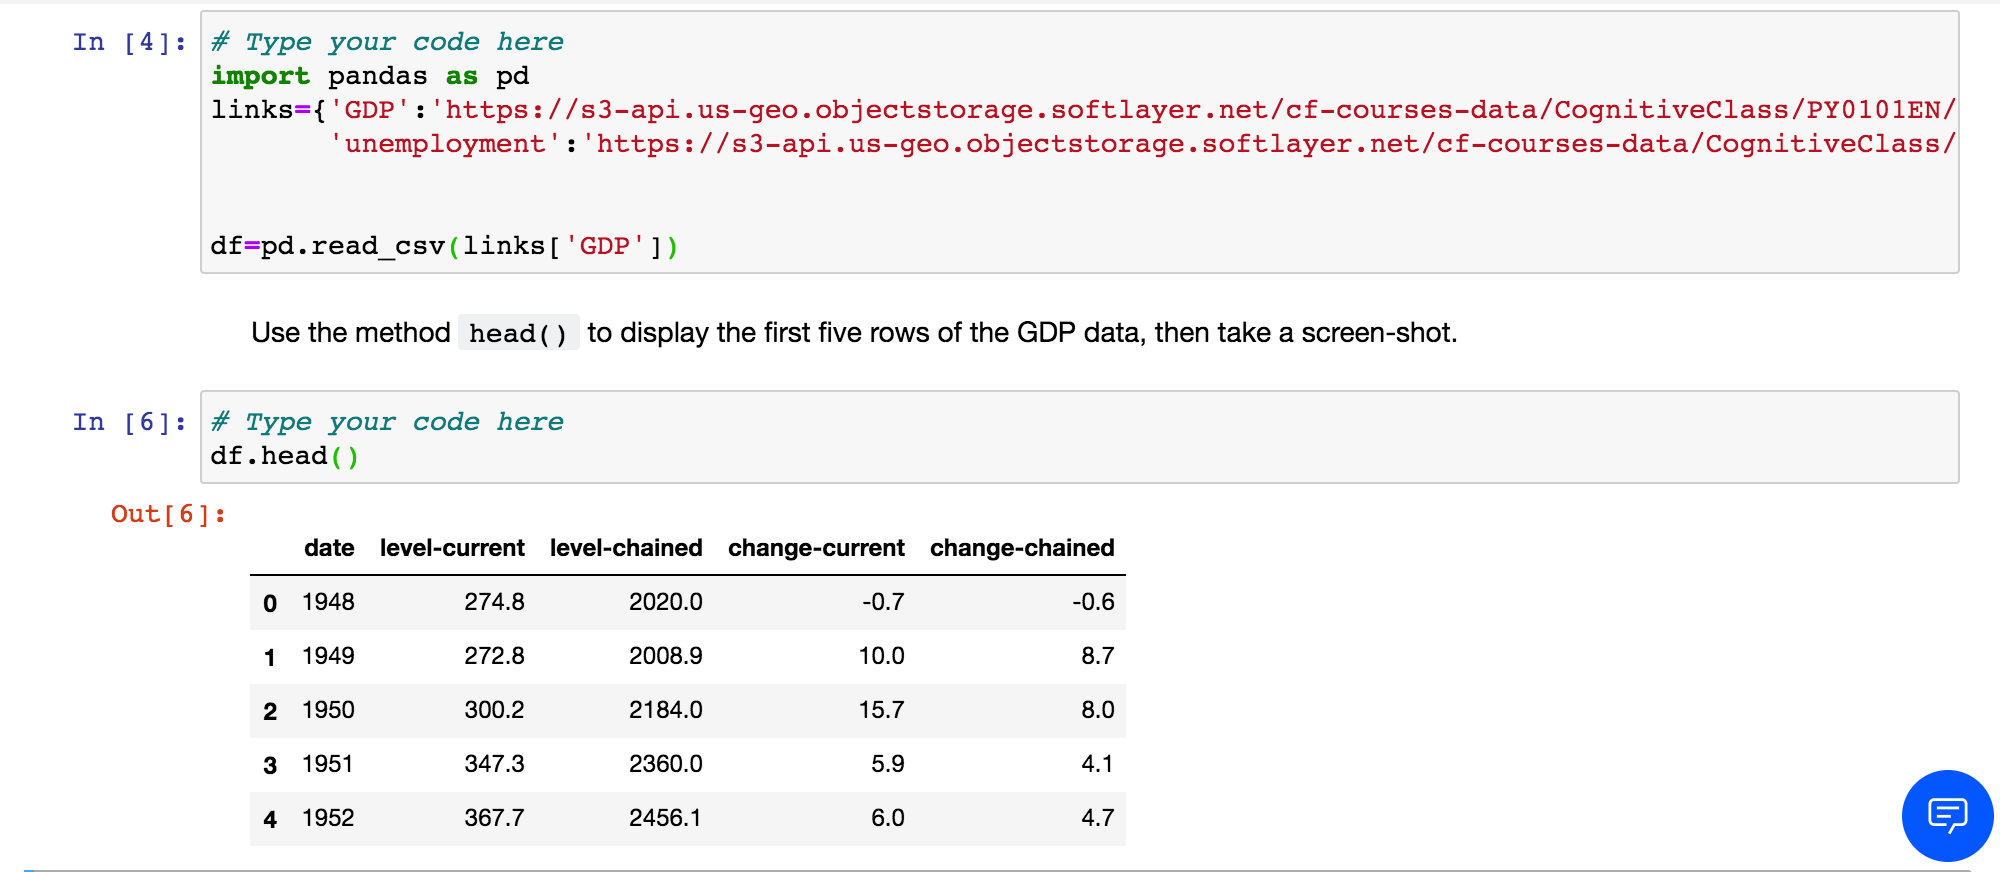 In [4]: # Type your code here
import pandas as pd
links={'GDP':'https://s3-api.us-geo.objectstorage.softlayer.net/cf-courses-data/CognitiveClass/PY0101EN/
'unemployment':'https://s3-api.us-geo.objectstorage.softlayer.net/cf-courses-data/CognitiveClass/
df=pd.read_csv(links['GDP'])
Use the method head() to display the first five rows of the GDP data, then take a screen-shot.
In [6]: # Type your code here
df.head()
Out[6]:
date level-current level-chained change-current change-chained
0 1948 274.8 2020.0 -0.7 -0.6
1 1949 272.8 2008.9 10.0 8.7
2 1950 300.2 2184.0 15.7 8.0
3 1951 347.3 2360.0 5.9 4.1
4 1952 367.7 2456.1 6.0 4.7